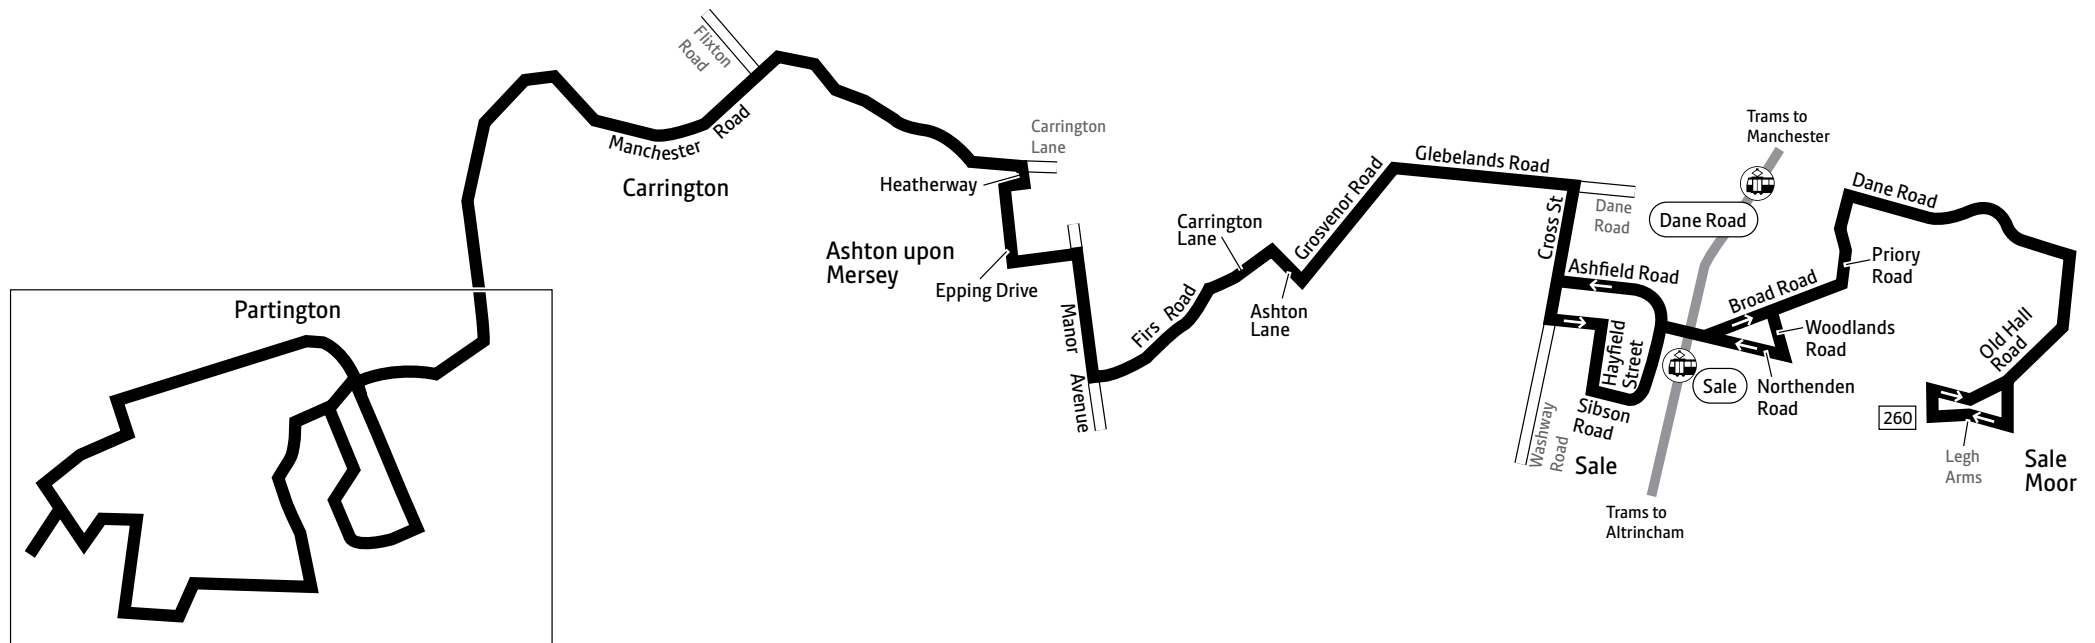 Flixton
Road
Manchester Road
Carrington
Carrington
Lane
Heatherway
Ashton upon
Mersey
Epping Drive
Manor
Avenue
Partington
Firs Road
Carrington
Lane
Ashton
Lane
Grosvenor Road
Glebelands Road
Cross St
Dane
Road
Ashfield Road
Hayfield
Street
Sibson
Road
Washway
Road
Sale
Trams to
Manchester
Dane Road
Sale
Trams to
Altrincham
Broad Road
Woodlands
Road
Northenden
Road
Priory
Road
Dane Road
Old Hall
Road
260
Legh
Arms
Sale
Moor